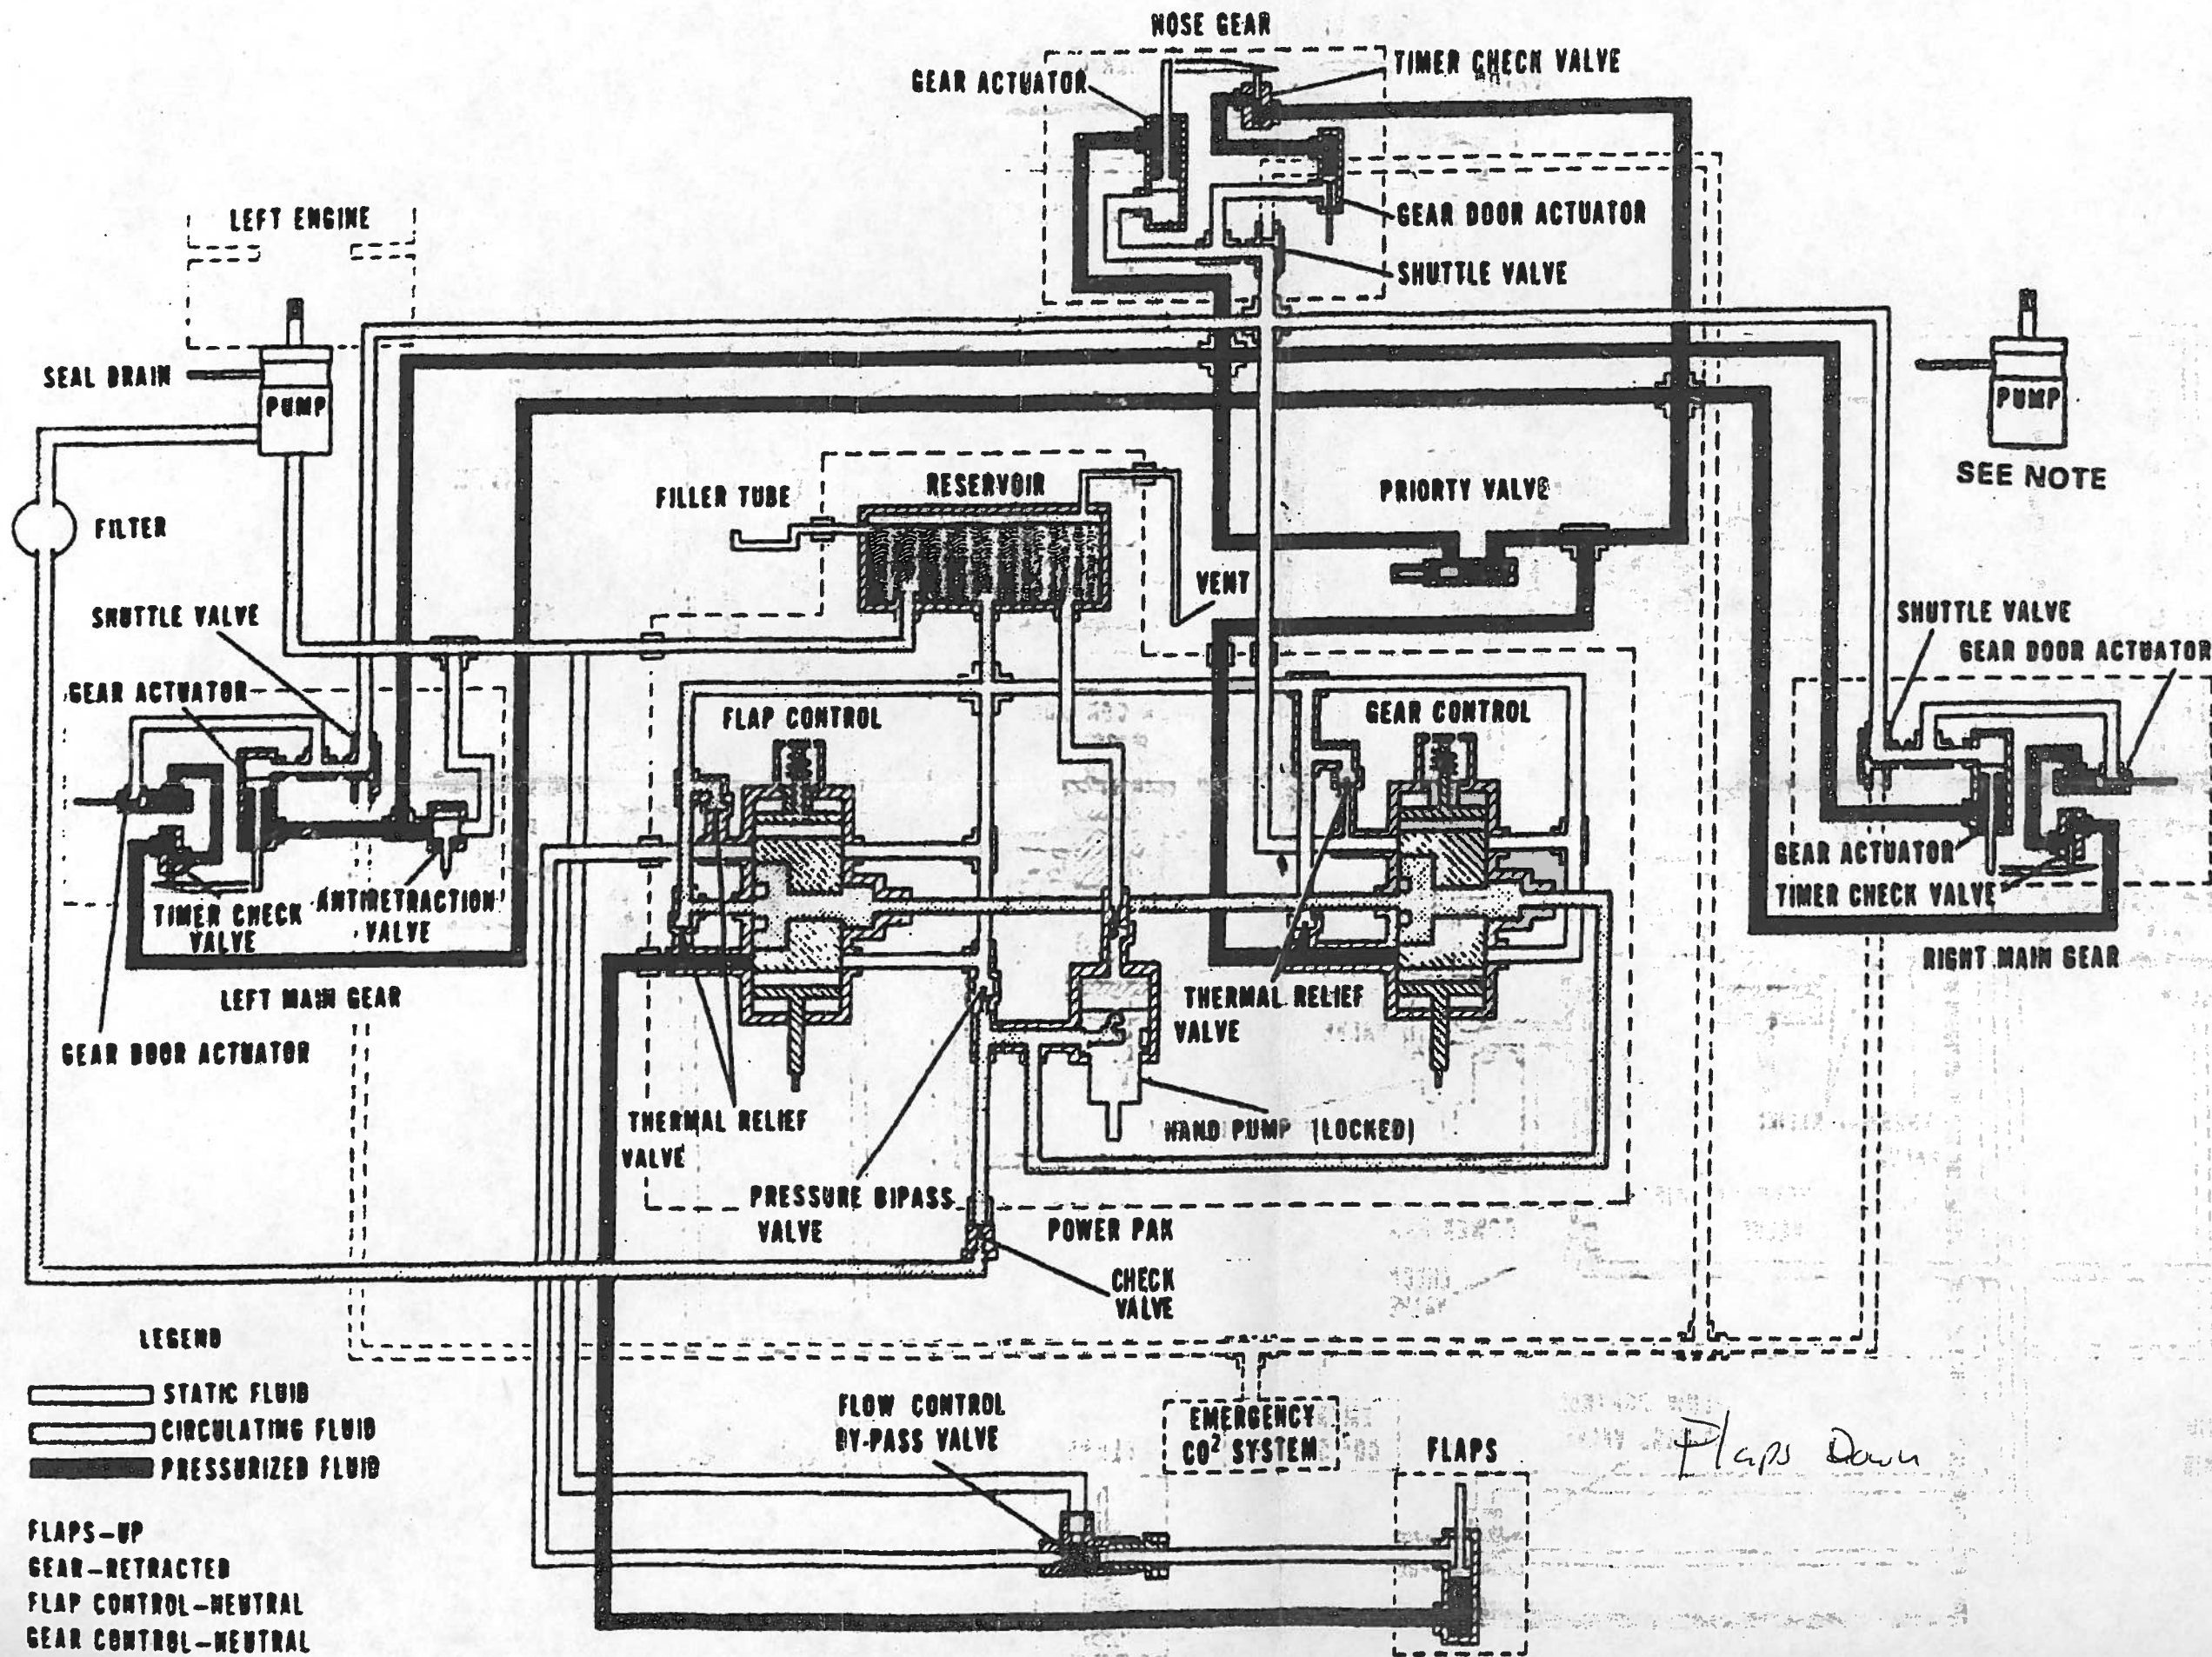 NOSE GEAR
GEAR ACTUATOR
TIMER CHECK VALVE
GEAR DOOR ACTUATOR
SHUTTLE VALVE
LEFT ENGINE
SEAL DRAIN
PUMP
FILTER
PUMP
SEE NOTE
FILLER TUBE
RESERVOIR
VENT
PRIORTY VALVE
SHUTTLE VALVE
GEAR ACTUATOR
TIMER CHECK
VALVE
ANTIRETRACTION
VALVE
LEFT MAIN GEAR
GEAR DOOR ACTUATOR
FLAP CONTROL
GEAR CONTROL
SHUTTLE VALVE
GEAR DOOR ACTUATOR
GEAR ACTUATOR
TIMER CHECK VALVE
RIGHT MAIN GEAR
THERMAL RELIEF
VALVE
THERMAL RELIEF
VALVE
HAND PUMP (LOCKED)
PRESSURE BIPASS
VALVE
POWER PAK
CHECK
VALVE
LEGEND
STATIC FLUID
CIRCULATING FLUID
PRESSURIZED FLUID
FLAPS-UP
GEAR-RETRACTED
FLAP CONTROL-NEUTRAL
GEAR CONTROL-NEUTRAL
FLOW CONTROL
BY-PASS VALVE
EMERGENCY
CO² SYSTEM
FLAPS
Flaps Down